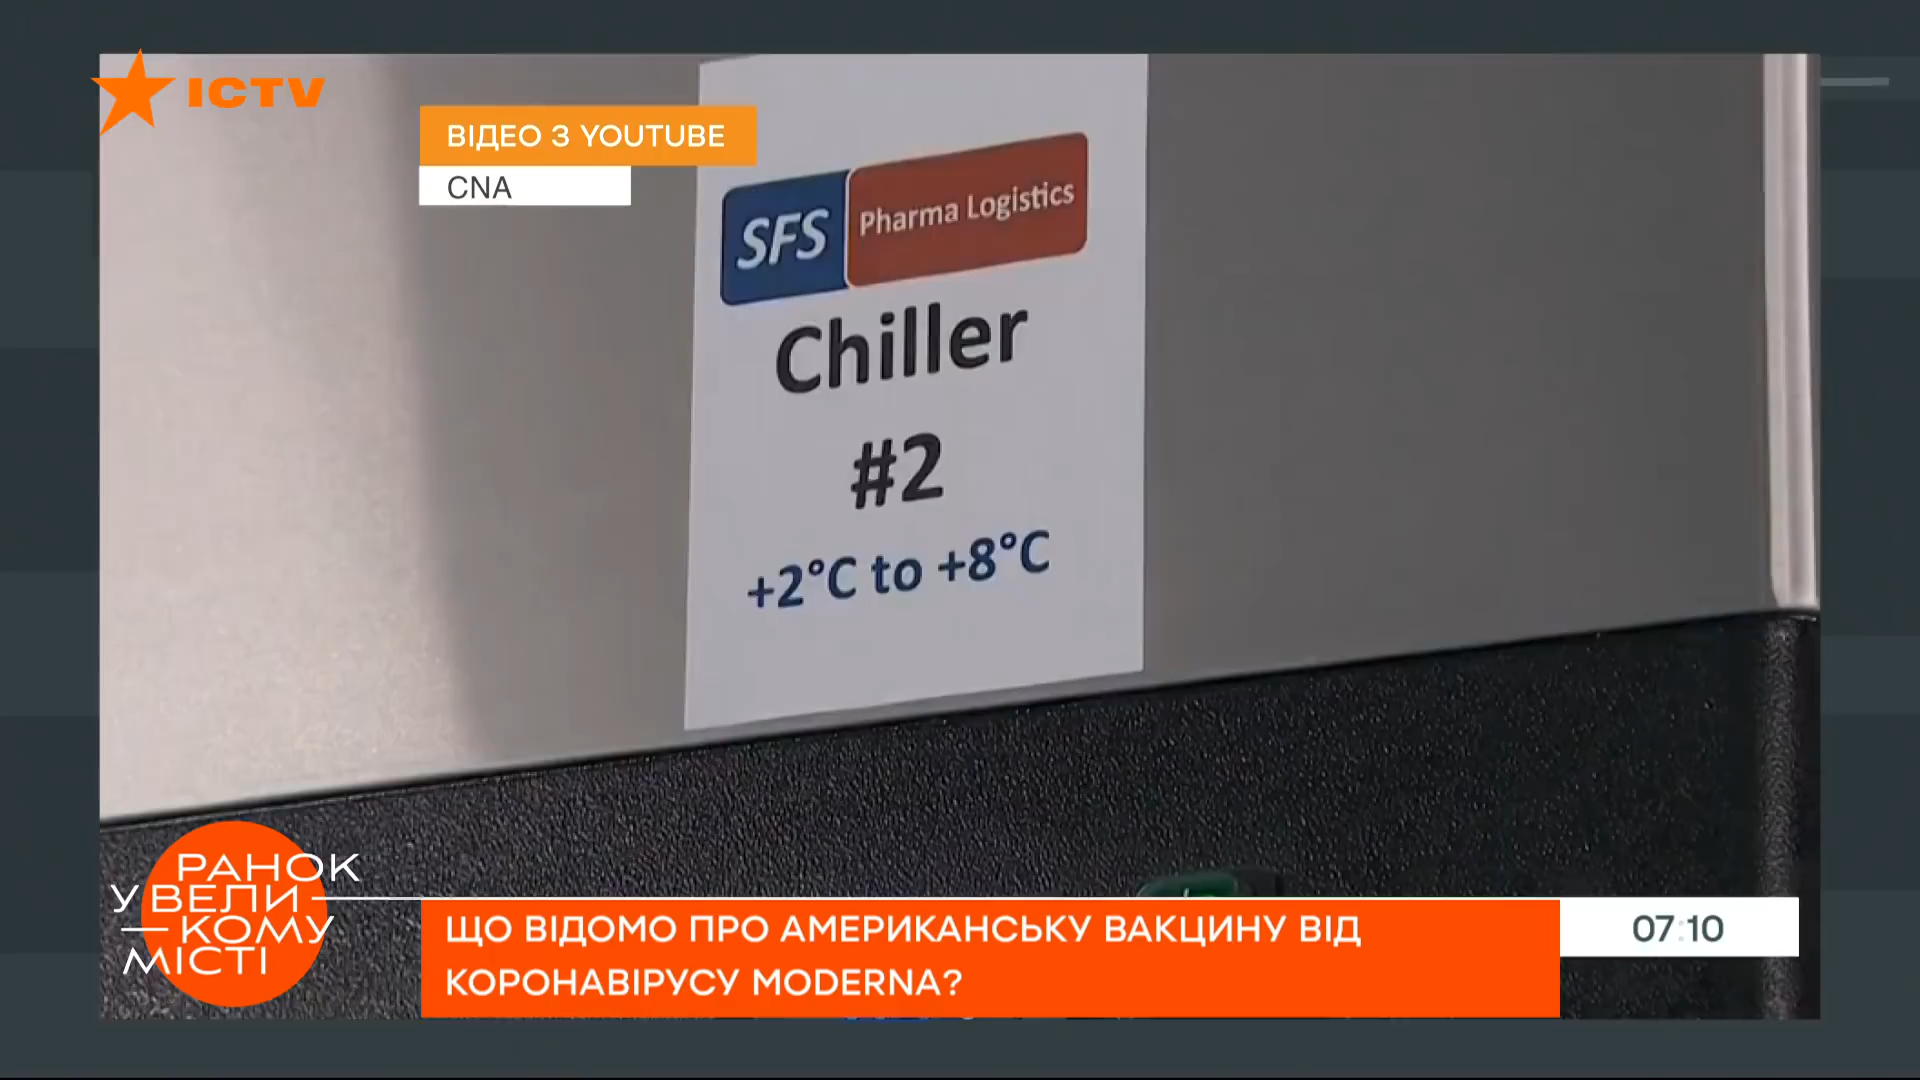 ICTV
ВІДЕО З YOUTUBE
CNA
SFS Pharma Logistics
Chiller
#2
+2°C to +8°C
РАНОК
У ВЕЛИ
КОМУ
МІСТІ
ЩО ВІДОМО ПРО АМЕРИКАНСЬКУ ВАКЦИНУ ВІД
КОРОНАВІРУСУ MODERNA?
07:10